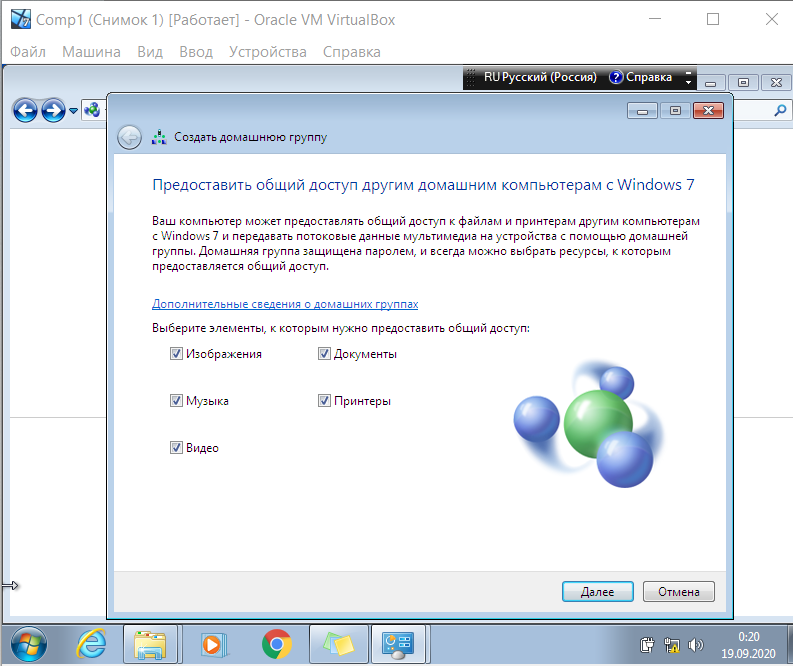 Comp1 (Снимок 1) [Работает] - Oracle VM VirtualBox
Файл Машина Вид Ввод Устройства Справка
RU Русский (Россия) ? Справка
Создать домашнюю группу
Предоставить общий доступ другим домашним компьютерам с Windows 7
Ваш компьютер может предоставлять общий доступ к файлам и принтерам другим компьютерам
с Windows 7 и передавать потоковые данные мультимедиа на устройства с помощью домашней
группы. Домашняя группа защищена паролем, и всегда можно выбрать ресурсы, к которым
предоставляется общий доступ.
Дополнительные сведения о домашних группах
Выберите элементы, к которым нужно предоставить общий доступ:
Изображения Документы
Музыка Принтеры
Видео
Далее Отмена
0:20
19.09.2020